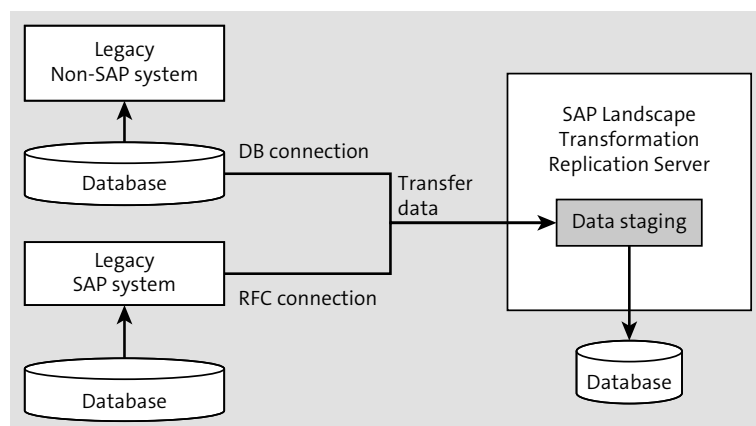 Legacy
Non-SAP system
Database
DB connection
Legacy
SAP system
RFC connection
Database
Transfer
data
SAP Landscape
Transformation
Replication Server
Data staging
Database